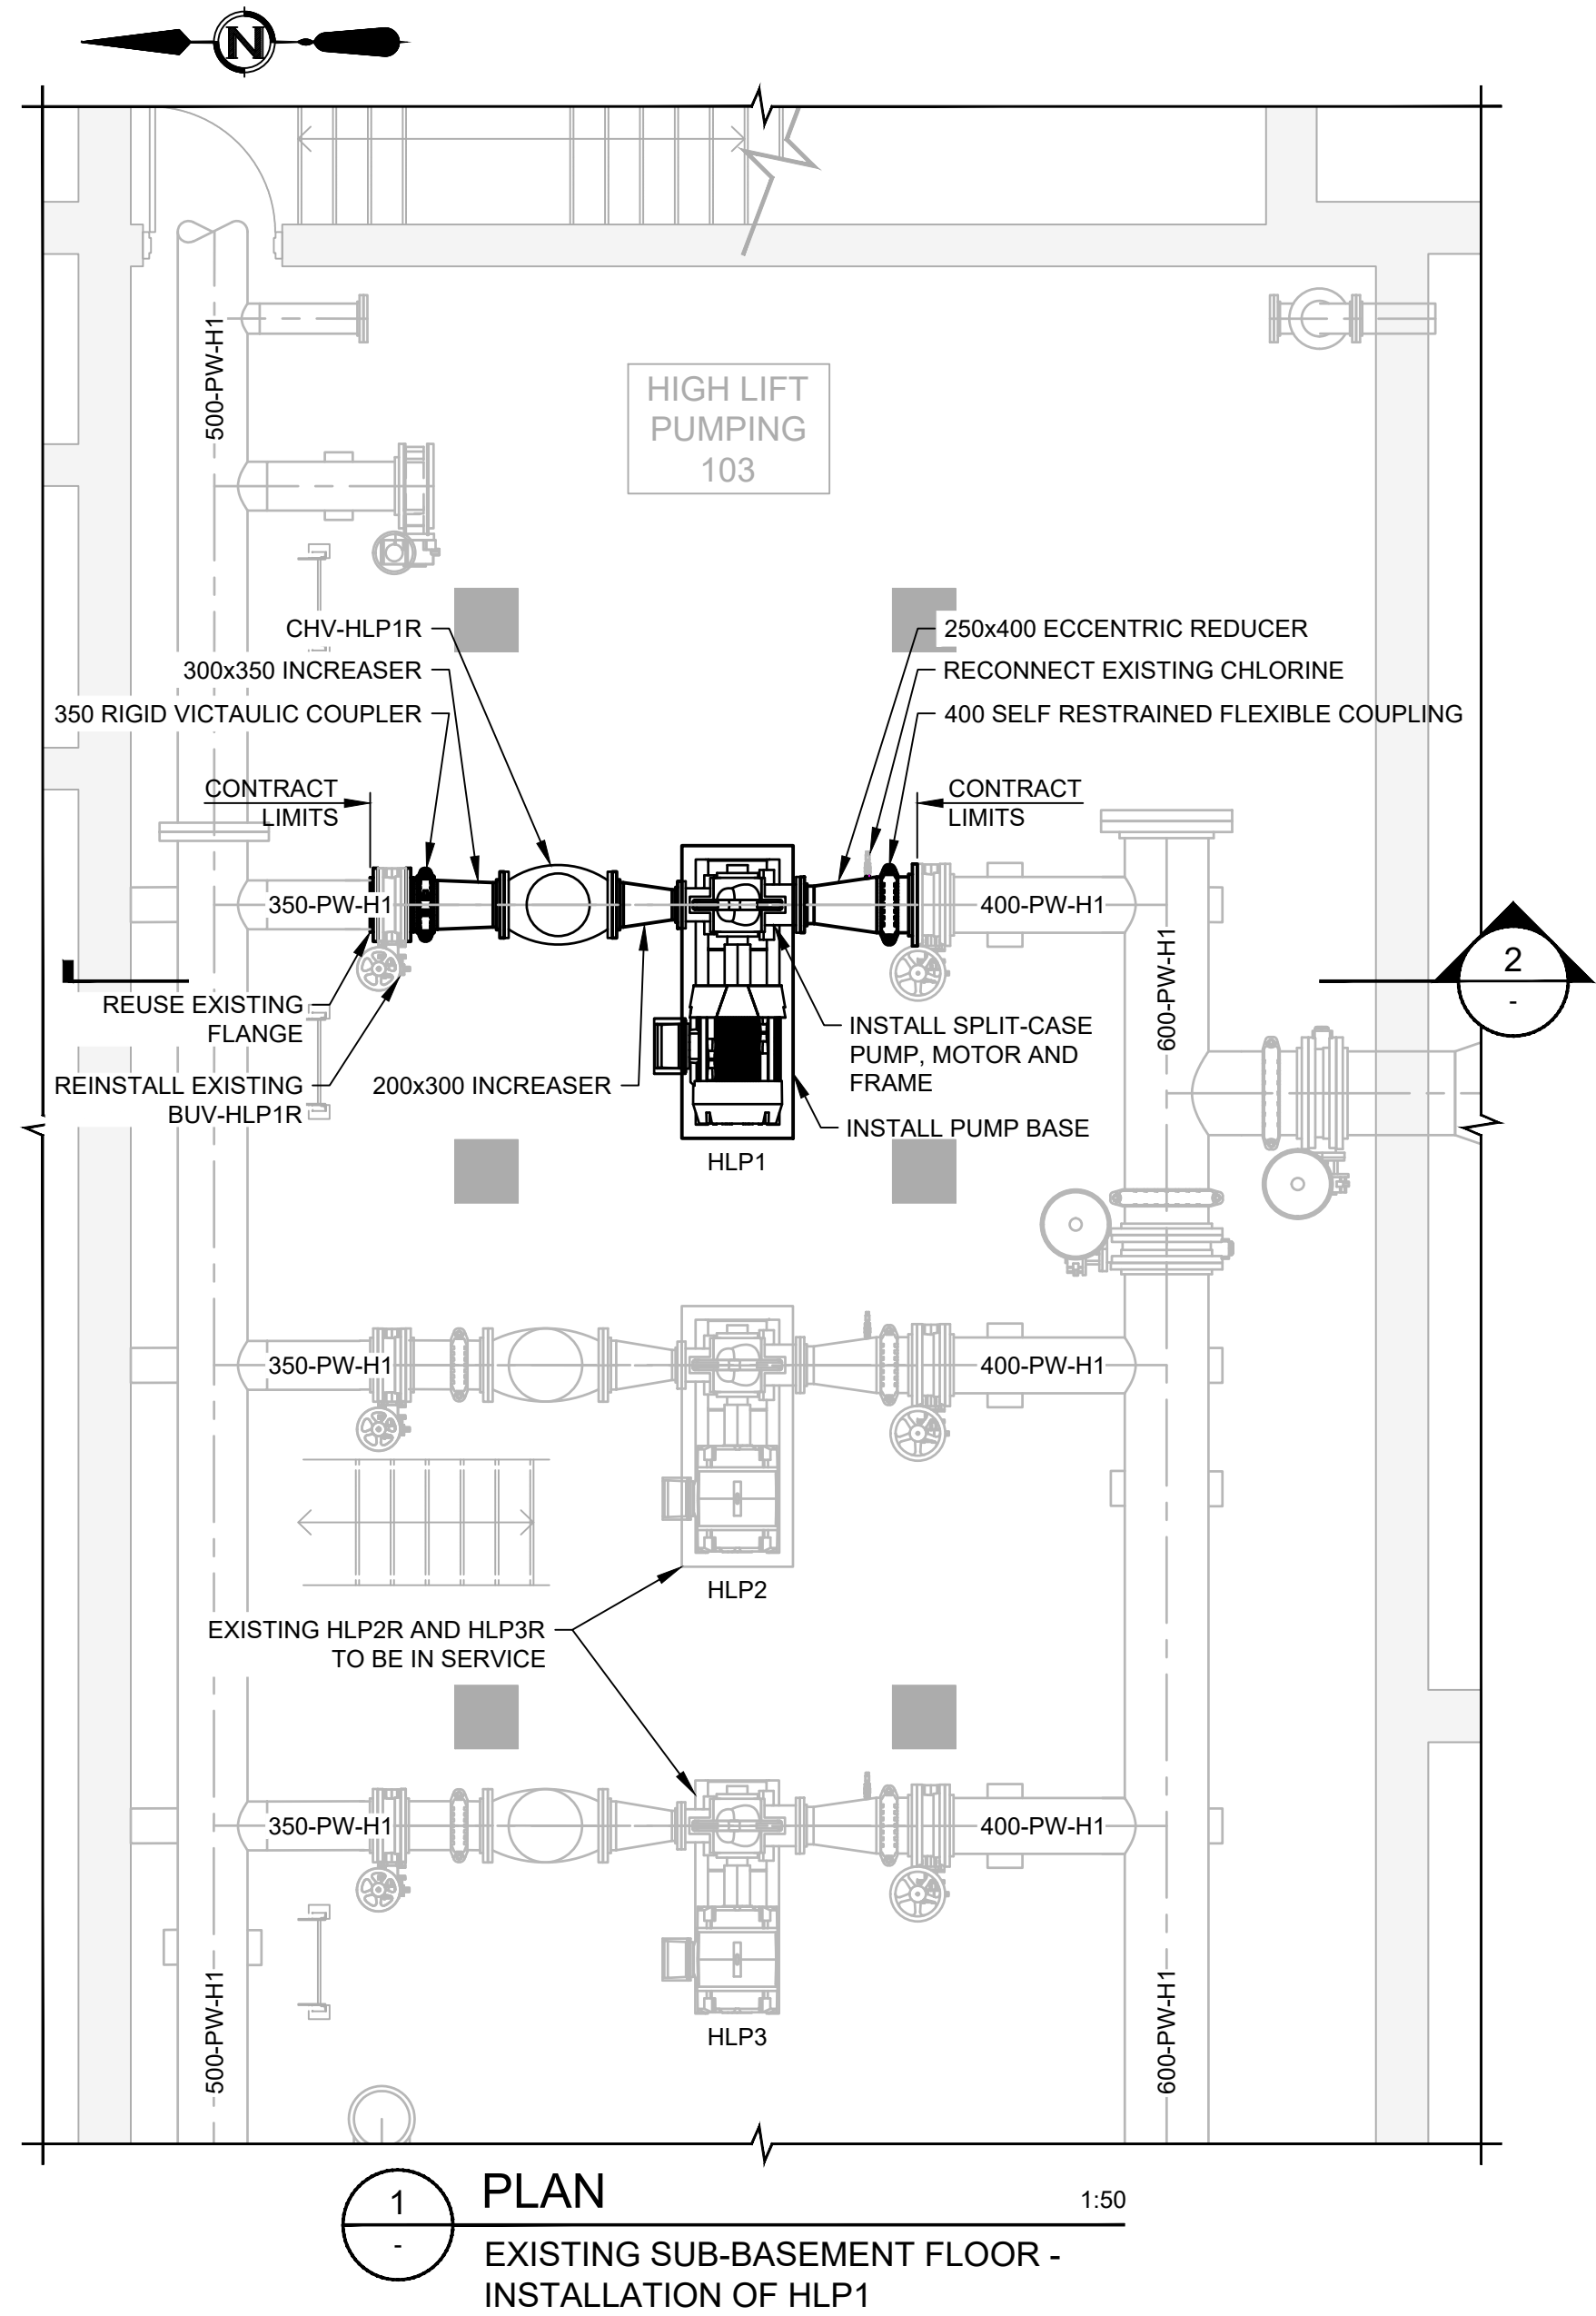 N
500-PW-H1
HIGH LIFT
PUMPING
103
CHV-HLP1R
300x350 INCREASER
350 RIGID VICTAULIC COUPLER
250x400 ECCENTRIC REDUCER
RECONNECT EXISTING CHLORINE
400 SELF RESTRAINED FLEXIBLE COUPLING
CONTRACT
LIMITS
CONTRACT
LIMITS
350-PW-H1
400-PW-H1
600-PW-H1
2
-
REUSE EXISTING
FLANGE
REINSTALL EXISTING
BUV-HLP1R
200x300 INCREASER
INSTALL SPLIT-CASE
PUMP, MOTOR AND
FRAME
INSTALL PUMP BASE
HLP1
350-PW-H1
400-PW-H1
HLP2
EXISTING HLP2R AND HLP3R
TO BE IN SERVICE
350-PW-H1
400-PW-H1
HLP3
500-PW-H1
600-PW-H1
1
-
PLAN
1:50
EXISTING SUB-BASEMENT FLOOR -
INSTALLATION OF HLP1